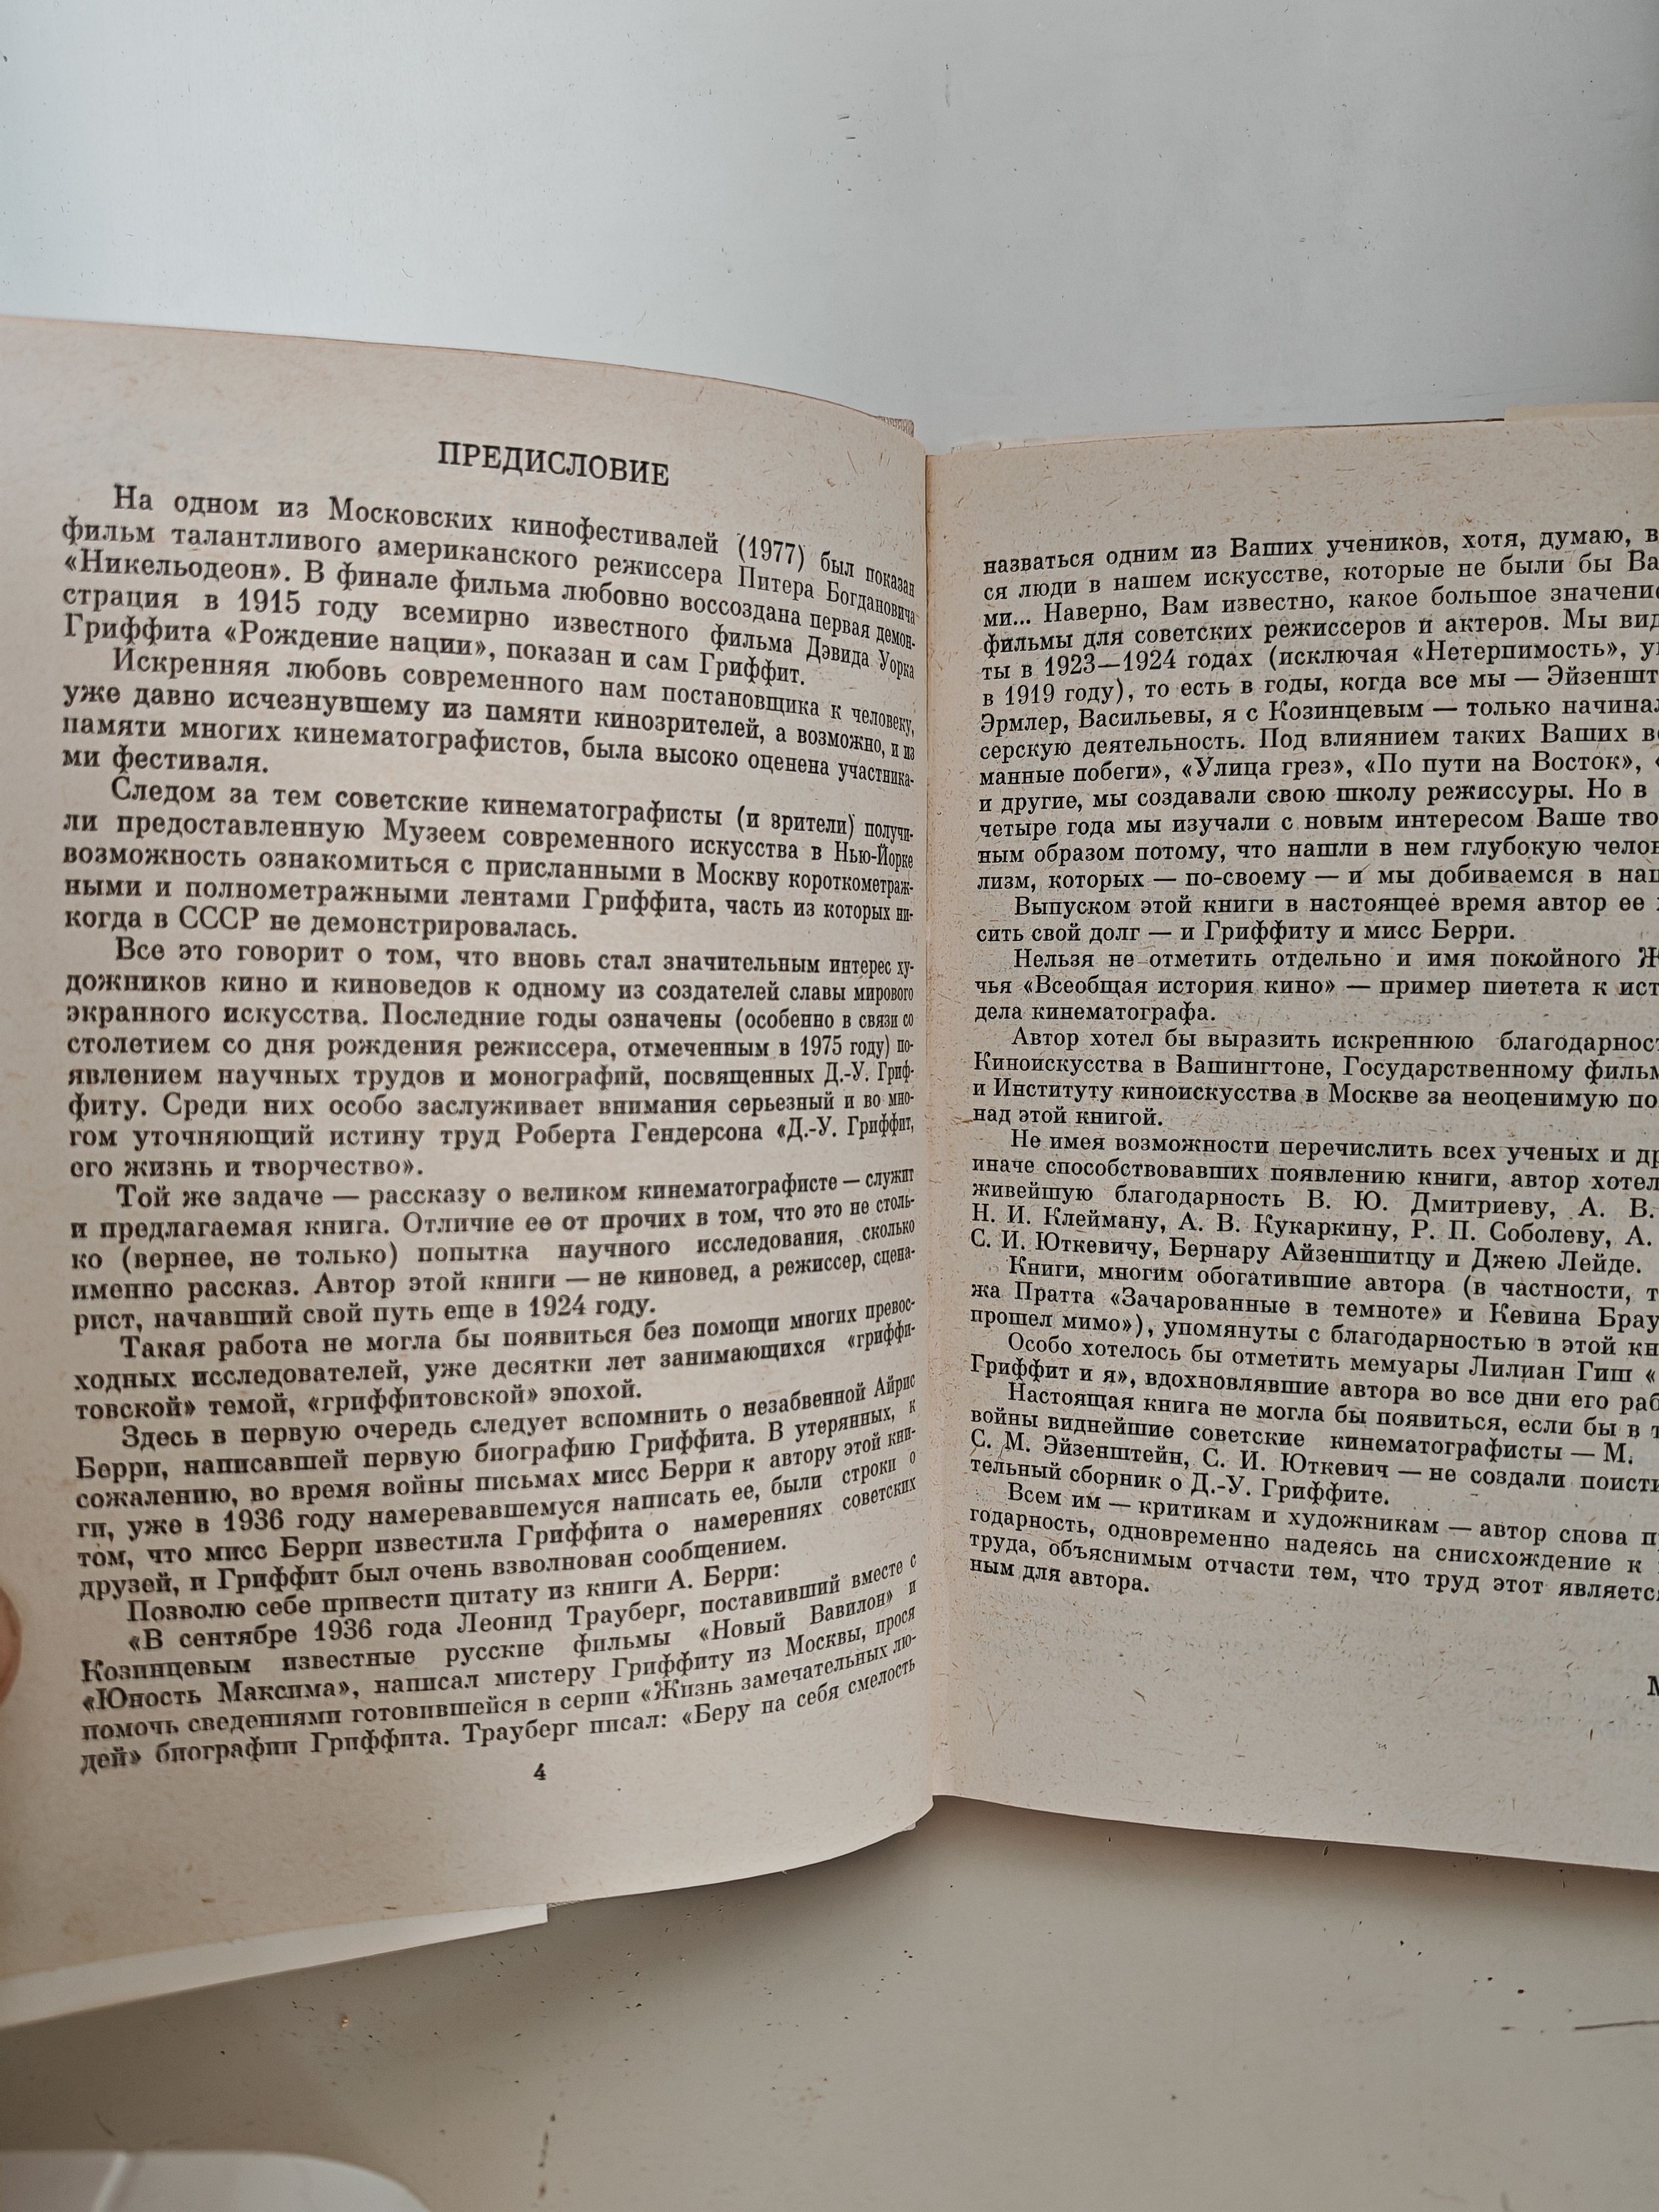 ПРЕДИСЛОВИЕ
На одном из Московских кинофестивалей (1977) был показан
фильм талантливого американского режиссера Питера Богдановича
«Никельодеон». В финале фильма любовно воссоздана первая демон-
страция в 1915 году всемирно известного фильма Дэвида Уорка
Гриффита «Рождение нации», показан и сам Гриффит.
Искренняя любовь современного нам постановщика к человеку,
уже давно исчезнувшему из памяти кинозрителей, а возможно, и из
памяти многих кинематографистов, была высоко оценена участника-
ми фестиваля.
Следом за тем советские кинематографисты (и зрители) получи-
ли предоставленную Музеем современного искусства в Нью-Йорке
возможность ознакомиться с присланными в Москву короткометраж-
ными и полнометражными лентами Гриффита, часть из которых ни-
когда в СССР не демонстрировалась.
Все это говорит о том, что вновь стал значительным интерес ху-
дожников кино и киноведов к одному из создателей славы мирового
экранного искусства. Последние годы означены (особенно в связи со
столетием со дня рождения режиссера, отмеченным в 1975 году) по-
явлением научных трудов и монографий, посвященных Д.-У. Гриф-
фиту. Среди них особо заслуживает внимания серьезный и во мно-
гом уточняющий истину труд Роберта Гендерсона «Д.-У. Гриффит,
его жизнь и творчество».
Той же задаче — рассказу о великом кинематографисте — служит
и предлагаемая книга. Отличие ее от прочих в том, что это не столь-
ко (вернее, не только) попытка научного исследования, сколько
именно рассказ. Автор этой книги — не киновед, а режиссер, сцена-
рист, начавший свой путь еще в 1924 году.
Такая работа не могла бы появиться без помощи многих превос-
ходных исследователей, уже десятки лет занимающихся «гриффи-
товской» темой, «гриффитовской» эпохой.
Здесь в первую очередь следует вспомнить о незабвенной Айрис
Берри, написавшей первую биографию Гриффита. В утерянных, к
сожалению, во время войны письмах мисс Берри к автору этой кни-
ги, уже в 1936 году намеревавшемуся написать ее, были строки о
том, что мисс Берри известила Гриффита о намерениях советских
друзей, и Гриффит был очень взволнован сообщением.
Позволю себе привести цитату из книги А. Берри:
«В сентябре 1936 года Леонид Трауберг, поставивший вместе с
Козинцевым известные русские фильмы «Новый Вавилон» и
«Юность Максима», написал мистеру Гриффиту из Москвы, прося
помочь сведениями готовившейся в серии «Жизнь замечательных лю-
дей» биографии Гриффита. Трауберг писал: «Беру на себя смелость
4
назваться одним из Ваших учеников, хотя, думаю, в
ся люди в нашем искусстве, которые не были бы Ва
ми... Наверно, Вам известно, какое большое значение
фильмы для советских режиссеров и актеров. Мы вид
ты в 1923—1924 годах (исключая «Нетерпимость», у
в 1919 году), то есть в годы, когда все мы — Эйзеншт
Эрмлер, Васильевы, я с Козинцевым — только начинал
серскую деятельность. Под влиянием таких Ваших в
манные побеги», «Улица грез», «По пути на Восток», «
и другие, мы создавали свою школу режиссуры. Но в
четыре года мы изучали с новым интересом Ваше тво
ным образом потому, что нашли в нем глубокую челов
лизм, которых — по-своему — и мы добиваемся в на
Выпуском этой книги в настоящее время автор ее
сить свой долг — и Гриффиту и мисс Берри.
Нельзя не отметить отдельно и имя покойного Ж
чья «Всеобщая история кино» — пример пиетета к ист
дела кинематографа.
Автор хотел бы выразить искреннюю благодарност
Киноискусства в Вашингтоне, Государственному фильм
и Институту киноискусства в Москве за неоценимую по
над этой книгой.
Не имея возможности перечислить всех ученых и др
иначе способствовавших появлению книги, автор хотел
живейшую благодарность В. Ю. Дмитриеву, А. В.
Н. И. Клейману, А. В. Кукаркину, Р. П. Соболеву, А.
С. И. Юткевичу, Бернару Айзеншитцу и Джею Лейде.
Книги, многим обогатившие автора (в частности, т
жа Пратта «Зачарованные в темноте» и Кевина Брау
прошел мимо»), упомянуты с благодарностью в этой кн
Особо хотелось бы отметить мемуары Лилиан Гиш «
Гриффит и я», вдохновлявшие автора во все дни его раб
Настоящая книга не могла бы появиться, если бы в т
войны виднейшие советские кинематографисты — М.
С. М. Эйзенштейн, С. И. Юткевич — не создали поисти
тельный сборник о Д.-У. Гриффите.
Всем им — критикам и художникам — автор снова п
годарность, одновременно надеясь на снисхождение к
труда, объяснимым отчасти тем, что труд этот являетс
ным для автора.
М